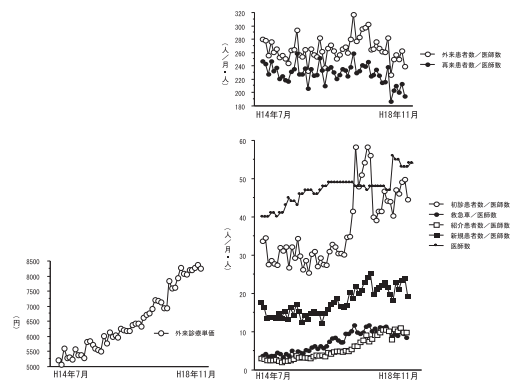 320
300
280
260
240
220
200
180
(人/月・人)
H14年7月
H18年11月
外来患者数/医師数
再来患者数/医師数
60
50
40
30
20
10
0
(人/月・人)
H14年7月
H18年11月
初診患者数/医師数
救急車/医師数
紹介患者数/医師数
新規患者数/医師数
医師数
8500
8000
7500
7000
6500
6000
5500
5000
(円)
H14年7月
H18年11月
外来診療単価